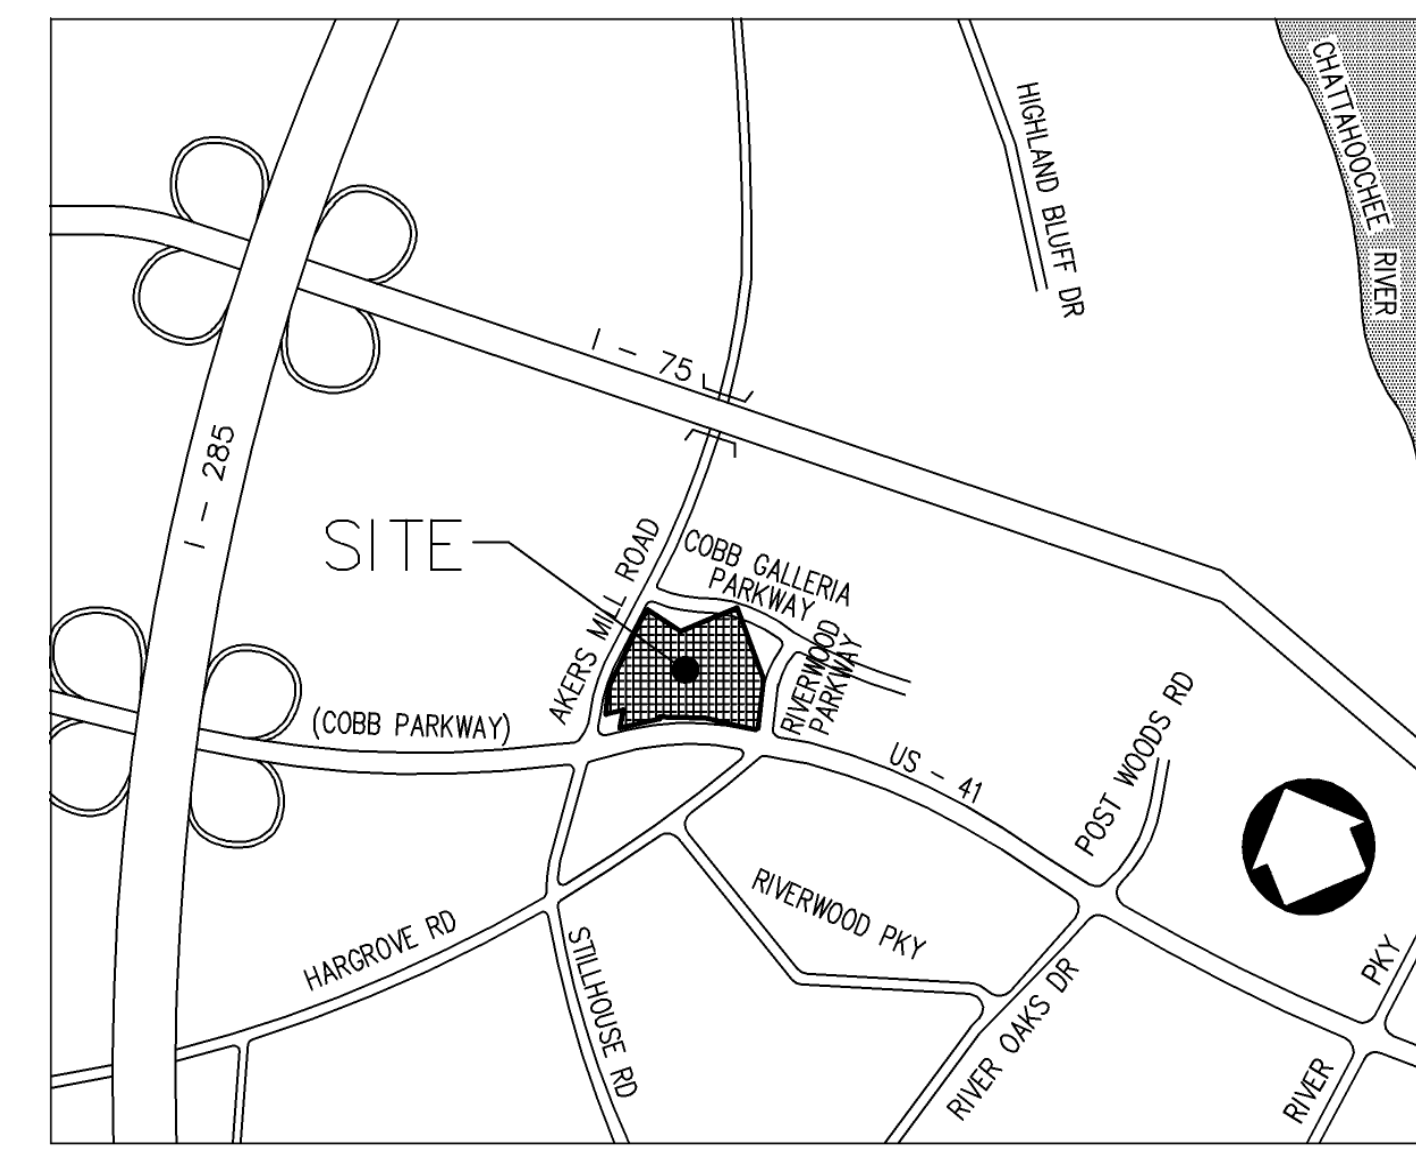 CHATTAHOOCHEE RIVER
HIGHLAND BLUFF DR
I - 75
I - 285
SITE
AKERS MILL ROAD
COBB GALLERIA
PARKWAY
RIVERWOOD
PARKWAY
(COBB PARKWAY)
US - 41
POST WOODS RD
RIVERWOOD PKY
HARGROVE RD
STILLHOUSE RD
RIVER OAKS DR
RIVER PKY